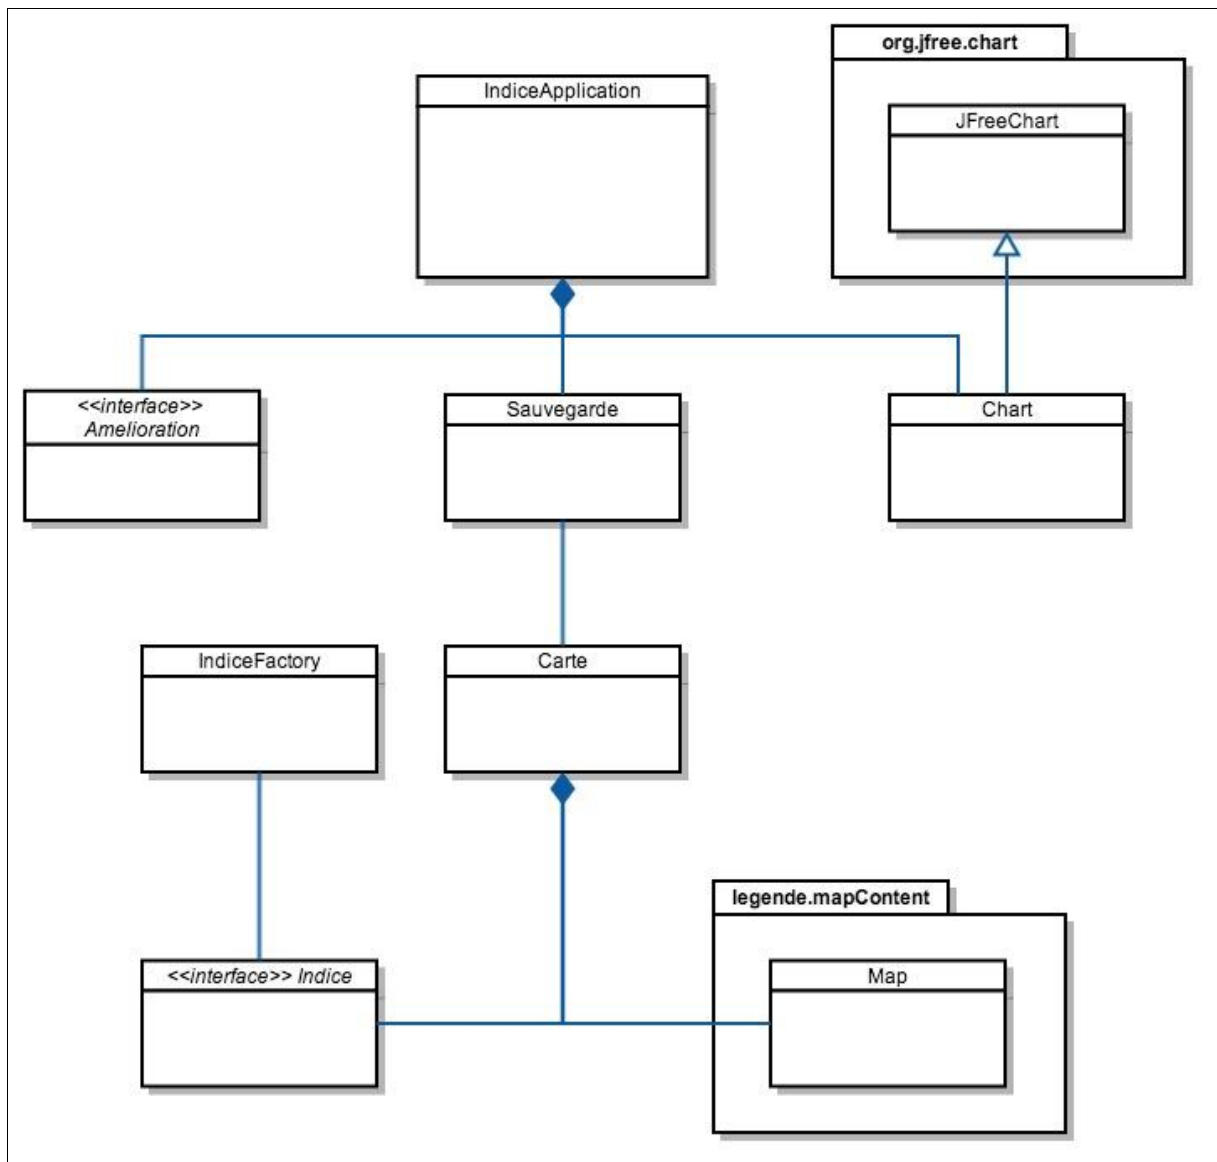 org.jfree.chart
IndiceApplication
JFreeChart
<<interface>>
Amelioration
Sauvegarde
Chart
IndiceFactory
Carte
legende.mapContent
<<interface>> Indice
Map